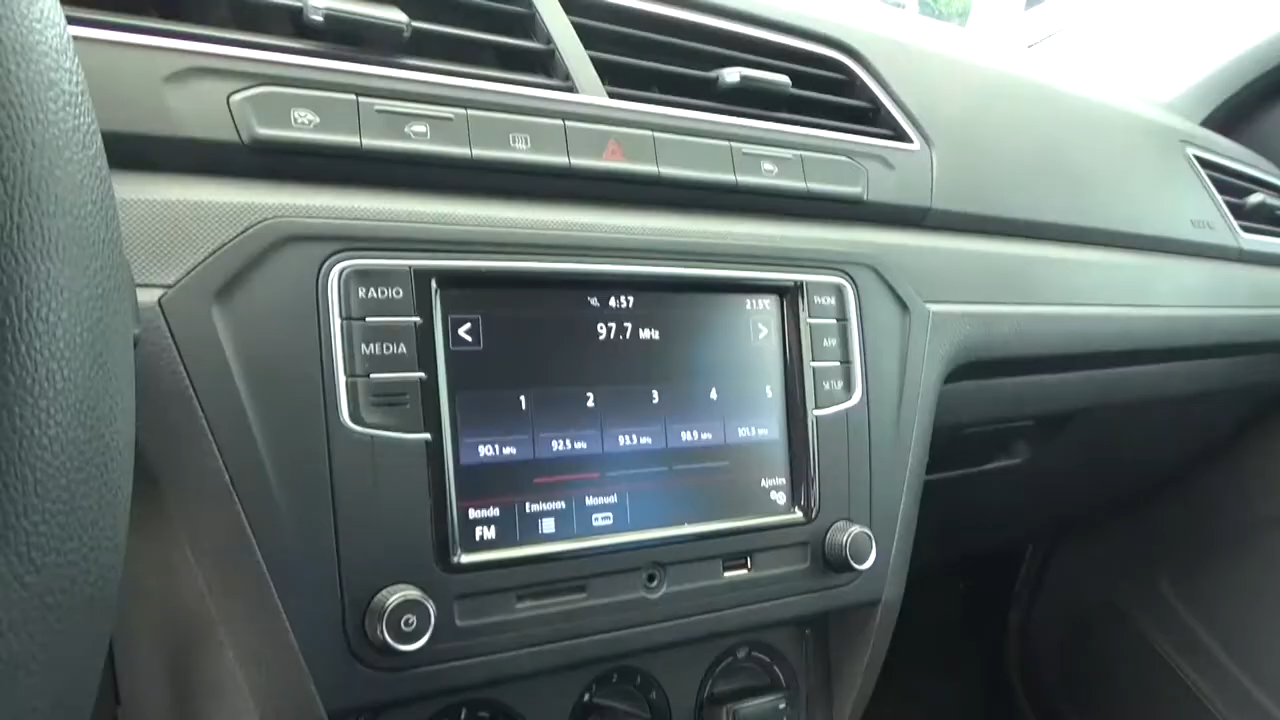 RADIO
MEDIA
PHONE
APP
SETUP
4:57
21.5°C
97.7 MHz
1
2
3
4
5
90.1 MHz
92.5 MHz
93.3 MHz
98.9 MHz
101.3 MHz
Ajustes
Banda
FM
Emisoras
Manual